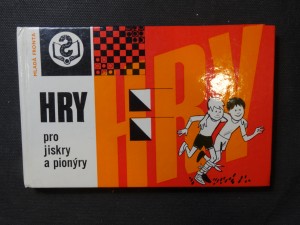 MLADÁ FRONTA
HRY
HRY
pro
jiskry
a pionýry